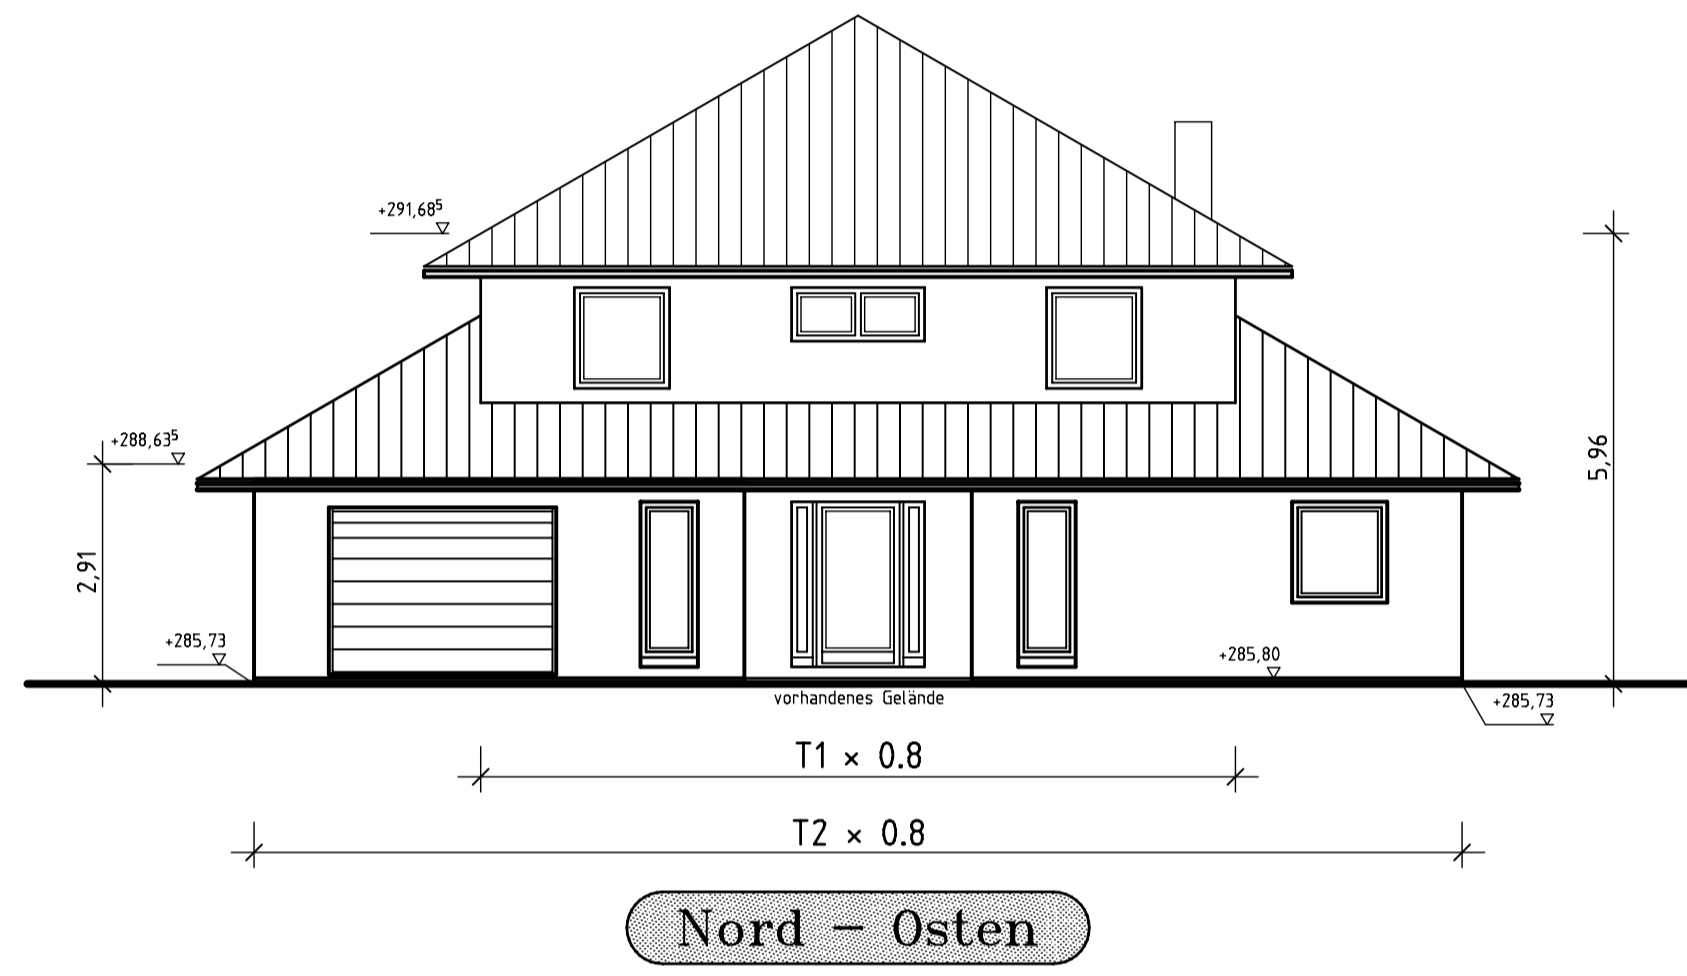 +291,68⁵
+288,63⁵
5,96
2,91
+285,73
+285,80
vorhandenes Gelände
+285,73
T1 × 0.8
T2 × 0.8
Nord – Osten